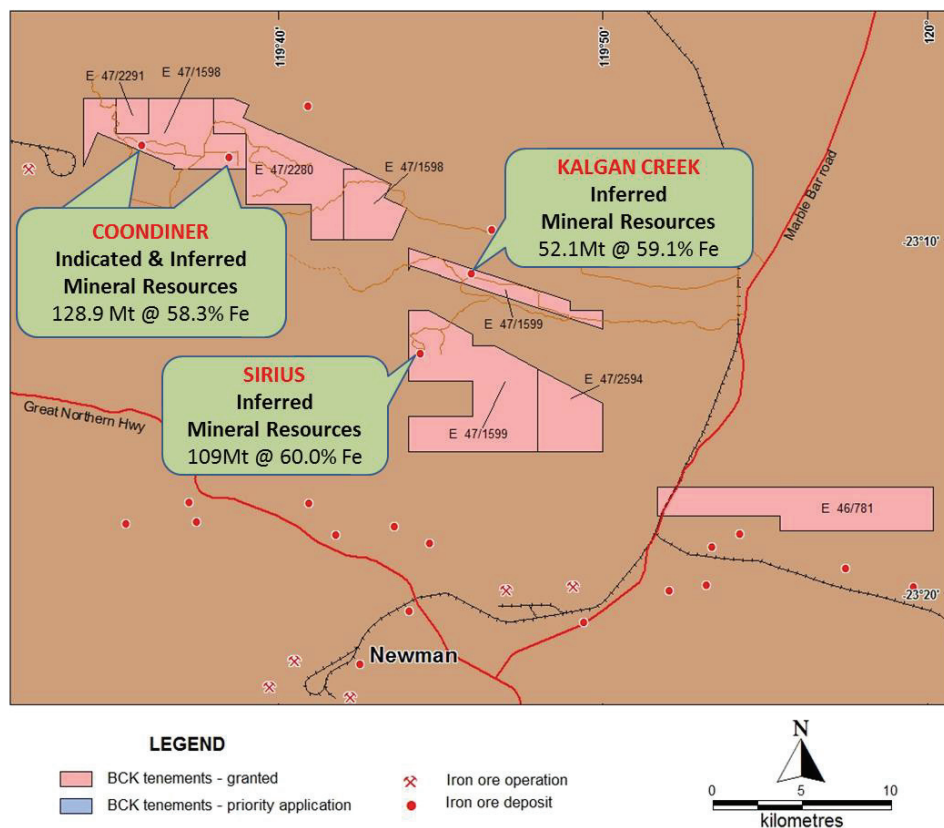 119°40'
119°50'
120°
E 47/2291
E 47/1598
E 47/2280
E 47/1598
KALGAN CREEK
Inferred
Mineral Resources
52.1Mt @ 59.1% Fe
Marble Bar road
-23°10'
COONDINER
Indicated & Inferred
Mineral Resources
128.9 Mt @ 58.3% Fe
E 47/1599
SIRIUS
Inferred
Mineral Resources
109Mt @ 60.0% Fe
E 47/2594
E 47/1599
Great Northern Hwy
E 46/781
-23°20'
Newman
LEGEND
BCK tenements - granted
BCK tenements - priority application
Iron ore operation
Iron ore deposit
N
0 5 10
kilometres